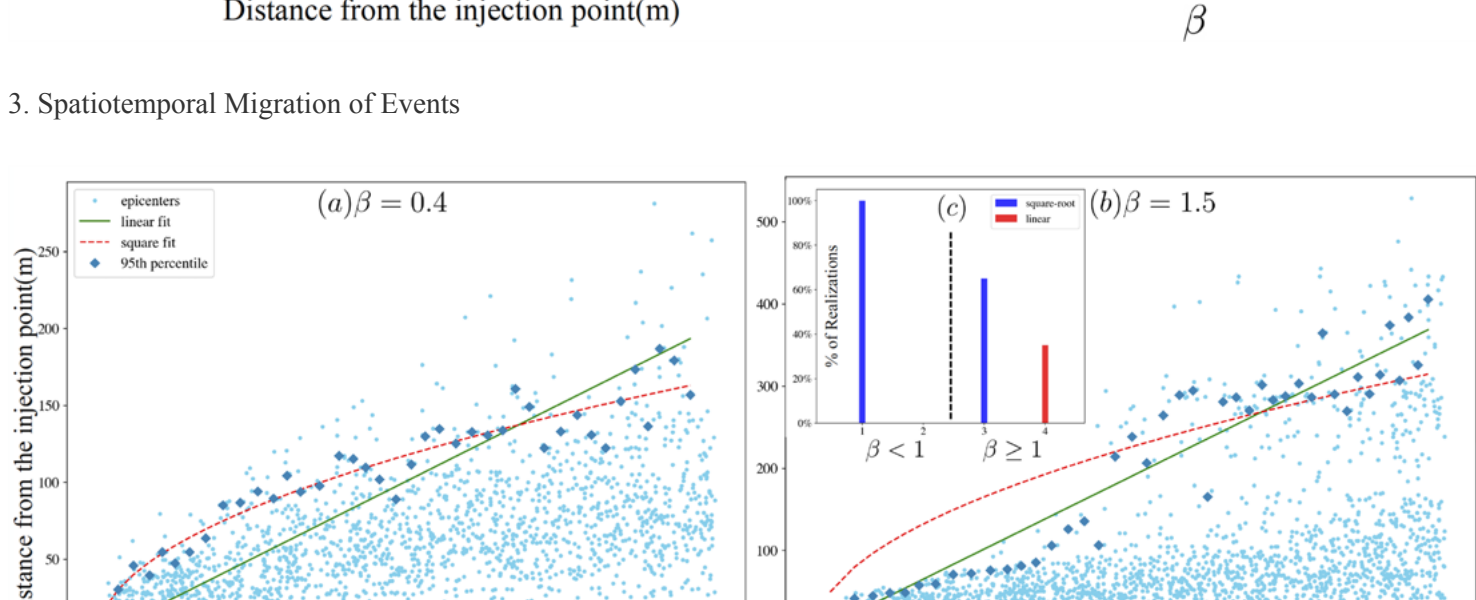 Distance from the injection point(m)
β
3. Spatiotemporal Migration of Events
(a)β = 0.4
epicenters
linear fit
square fit
95th percentile
stance from the injection point(m)
250
200
150
100
50
(b)β = 1.5
500
400
300
200
100
(c)
square-root
linear
% of Realizations
100%
80%
60%
40%
20%
0%
1 2 3 4
β < 1 β ≥ 1